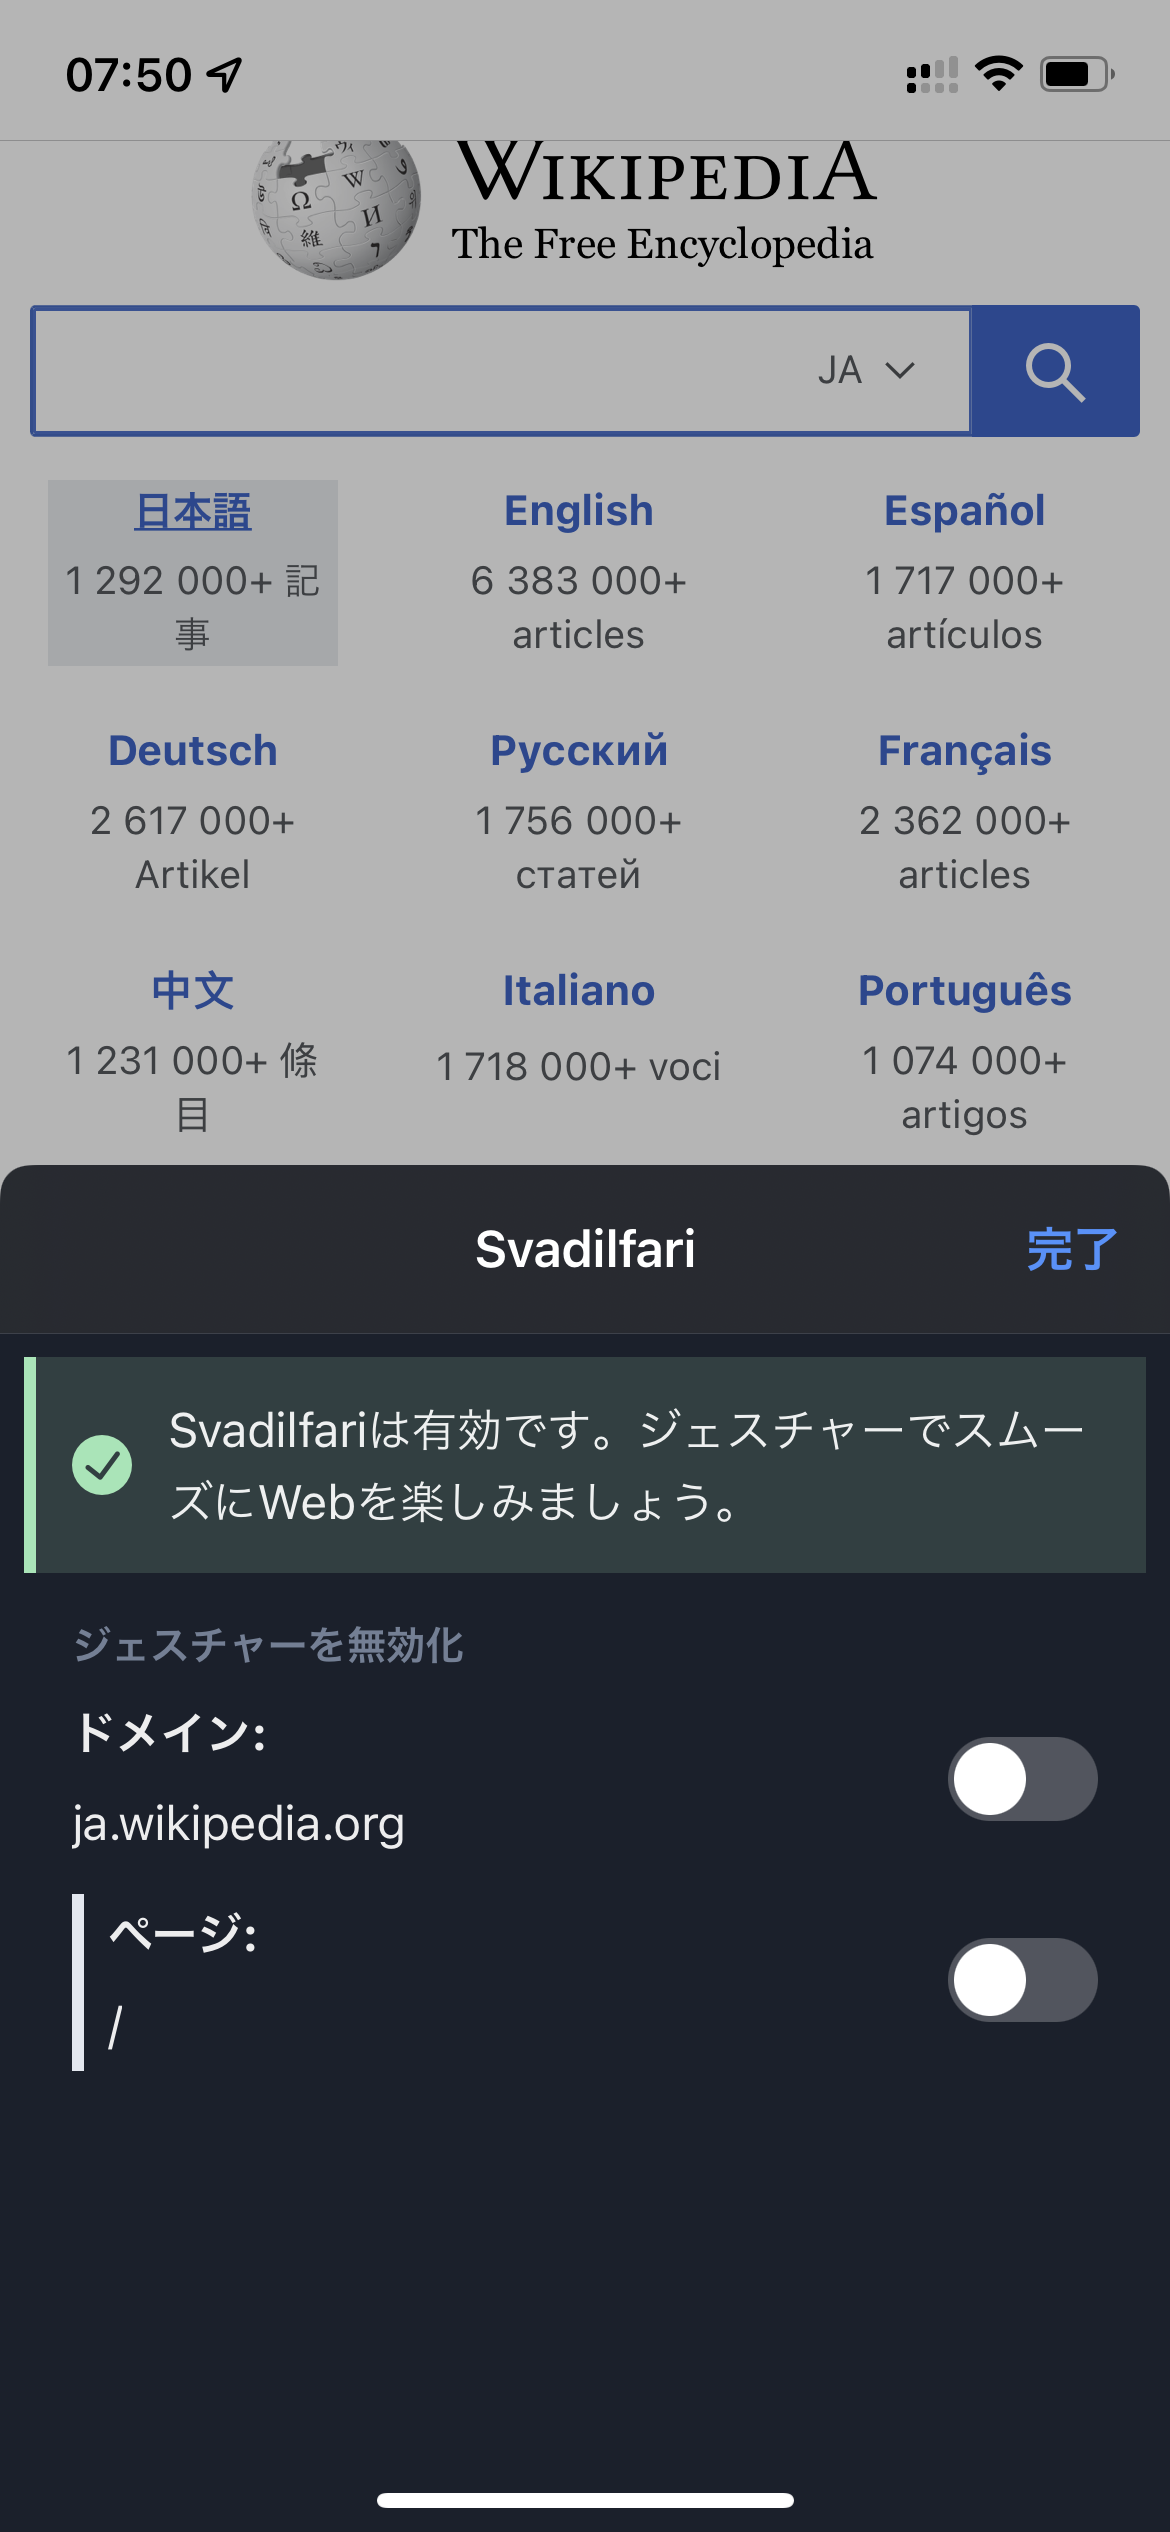 07:50
WIKIPEDIA
The Free Encyclopedia
JA
日本語
1 292 000+ 記
事
English
6 383 000+
articles
Español
1 717 000+
artículos
Deutsch
2 617 000+
Artikel
Русский
1 756 000+
статей
Français
2 362 000+
articles
中文
1 231 000+ 條
目
Italiano
1 718 000+ voci
Português
1 074 000+
artigos
Svadilfari
完了
Svadilfariは有効です。ジェスチャーでスムー
ズにWebを楽しみましょう。
ジェスチャーを無効化
ドメイン:
ja.wikipedia.org
ページ:
/